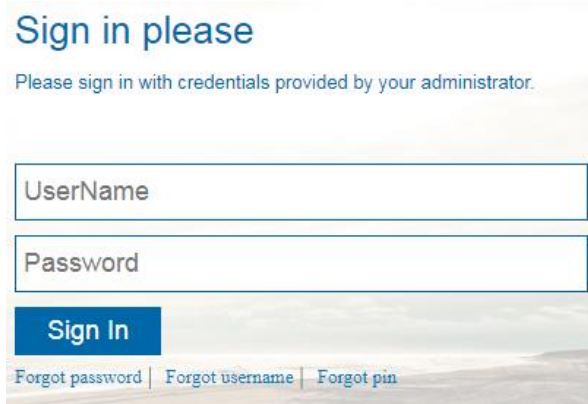 Sign in please
Please sign in with credentials provided by your administrator.
UserName
Password
Sign In
Forgot password | Forgot username | Forgot pin